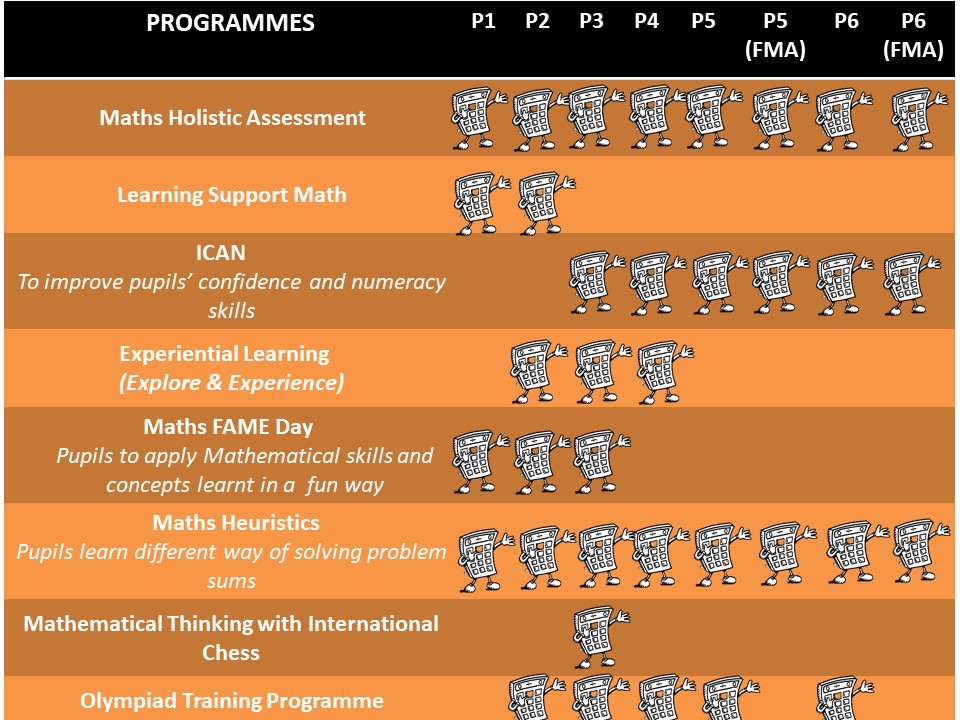 PROGRAMMES P1 P2 P3 P4 P5 P5 (FMA) P6 P6 (FMA)
Maths Holistic Assessment
Learning Support Math
ICAN
To improve pupils’ confidence and numeracy
skills
Experiential Learning
(Explore & Experience)
Maths FAME Day
Pupils to apply Mathematical skills and
concepts learnt in a fun way
Maths Heuristics
Pupils learn different way of solving problem
sums
Mathematical Thinking with International
Chess
Olympiad Training Programme